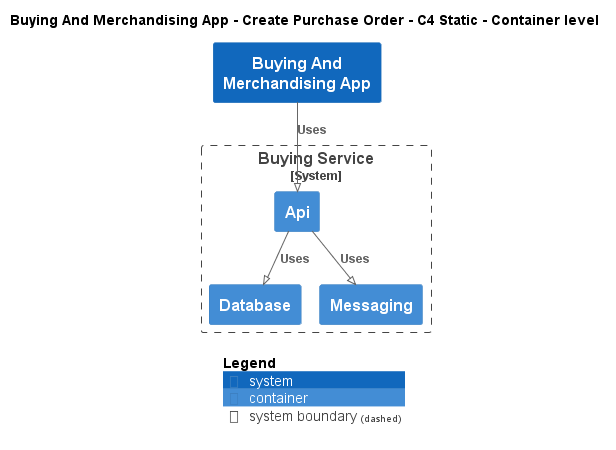 Buying And Merchandising App - Create Purchase Order - C4 Static - Container level
Buying And
Merchandising App
Uses
Buying Service
[System]
Api
Uses
Uses
Database
Messaging
Legend
system
container
system boundary (dashed)